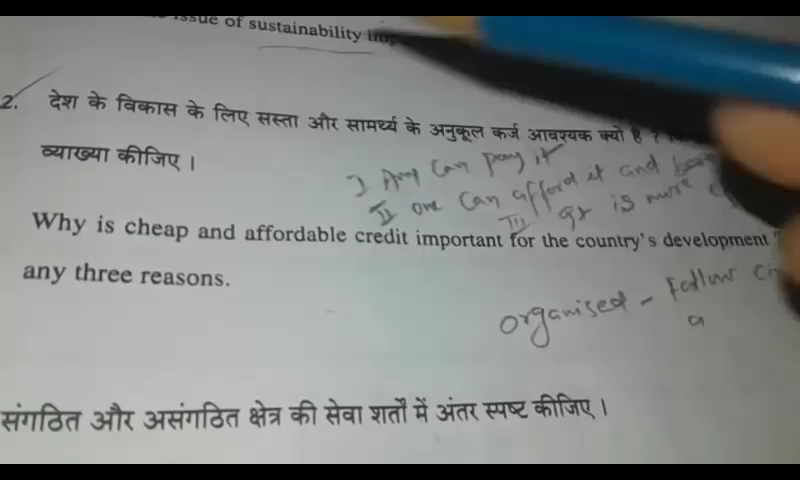 issue of sustainability
2. देश के विकास के लिए सस्ता और सामर्थ्य के अनुकूल कर्ज आवश्यक क्यों है ?
व्याख्या कीजिए ।
I Any can pay it
II one can afford it and
III is more
Why is cheap and affordable credit important for the country's development ?
any three reasons.
organised - Follow
संगठित और असंगठित क्षेत्र की सेवा शर्तों में अंतर स्पष्ट कीजिए ।